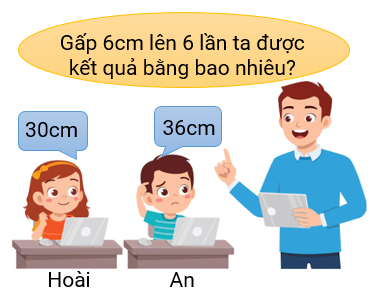 Gấp 6cm lên 6 lần ta được
kết quả bằng bao nhiêu?
30cm
36cm
Hoài
An